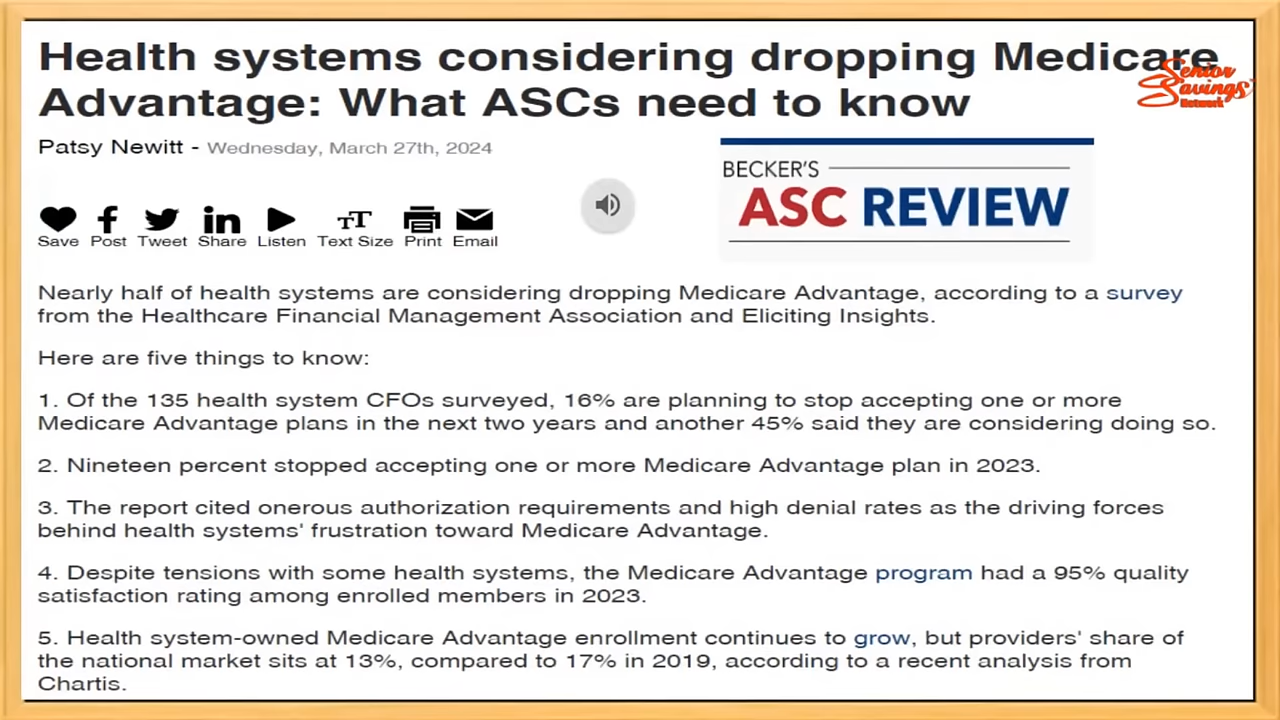 Health systems considering dropping Medicare
Advantage: What ASCs need to know
Senior
Savings
Network
Patsy Newitt - Wednesday, March 27th, 2024
BECKER'S
ASC REVIEW
Save Post Tweet Share Listen Text Size Print Email
Nearly half of health systems are considering dropping Medicare Advantage, according to a survey
from the Healthcare Financial Management Association and Eliciting Insights.
Here are five things to know:
1. Of the 135 health system CFOs surveyed, 16% are planning to stop accepting one or more
Medicare Advantage plans in the next two years and another 45% said they are considering doing so.
2. Nineteen percent stopped accepting one or more Medicare Advantage plan in 2023.
3. The report cited onerous authorization requirements and high denial rates as the driving forces
behind health systems' frustration toward Medicare Advantage.
4. Despite tensions with some health systems, the Medicare Advantage program had a 95% quality
satisfaction rating among enrolled members in 2023.
5. Health system-owned Medicare Advantage enrollment continues to grow, but providers' share of
the national market sits at 13%, compared to 17% in 2019, according to a recent analysis from
Chartis.